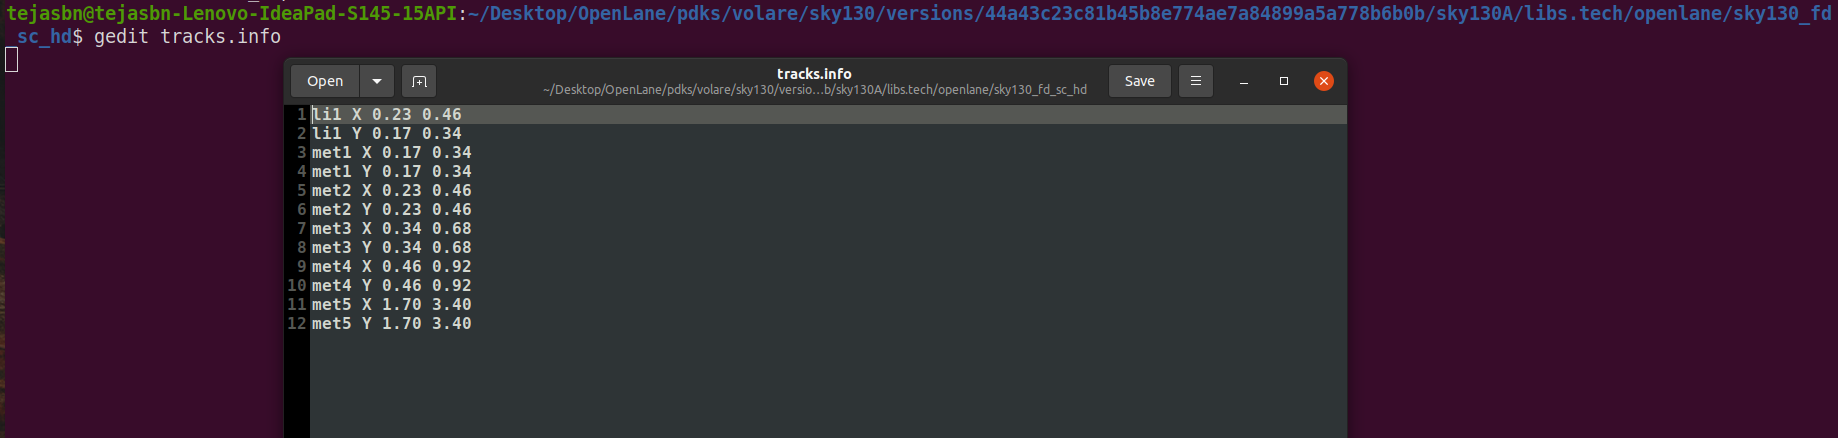 tejasbn@tejasbn-Lenovo-IdeaPad-S145-15API:~/Desktop/OpenLane/pdks/volare/sky130/versions/44a43c23c81b45b8e774ae7a84899a5a778b6b0b/sky130A/libs.tech/openlane/sky130_fd
sc_hd$ gedit tracks.info
Open
tracks.info
~/Desktop/OpenLane/pdks/volare/sky130/versio...b/sky130A/libs.tech/openlane/sky130_fd_sc_hd
Save
1 li1 X 0.23 0.46
2 li1 Y 0.17 0.34
3 met1 X 0.17 0.34
4 met1 Y 0.17 0.34
5 met2 X 0.23 0.46
6 met2 Y 0.23 0.46
7 met3 X 0.34 0.68
8 met3 Y 0.34 0.68
9 met4 X 0.46 0.92
10 met4 Y 0.46 0.92
11 met5 X 1.70 3.40
12 met5 Y 1.70 3.40